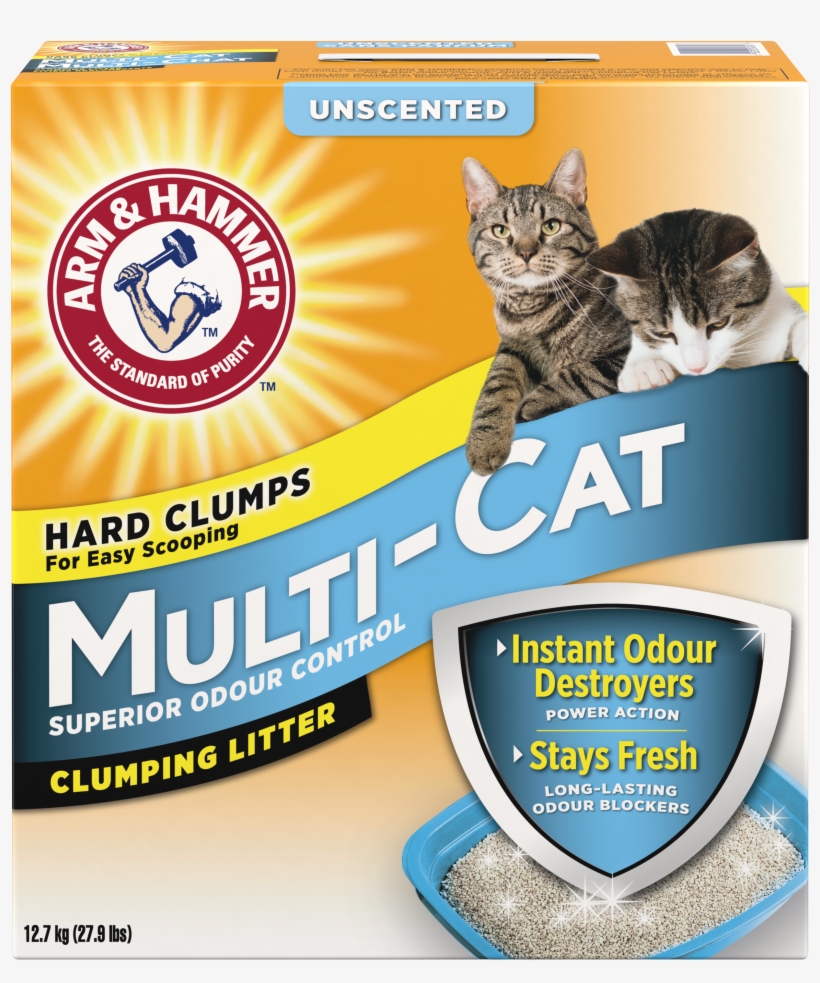 MULTI-CAT
UNSCENTED
ARM & HAMMER
TM
THE STANDARD OF PURITY
TM
HARD CLUMPS
For Easy Scooping
MULTI-CAT
SUPERIOR ODOUR CONTROL
CLUMPING LITTER
Instant Odour
Destroyers
POWER ACTION
Stays Fresh
LONG-LASTING
ODOUR BLOCKERS
12.7 kg (27.9 lbs)